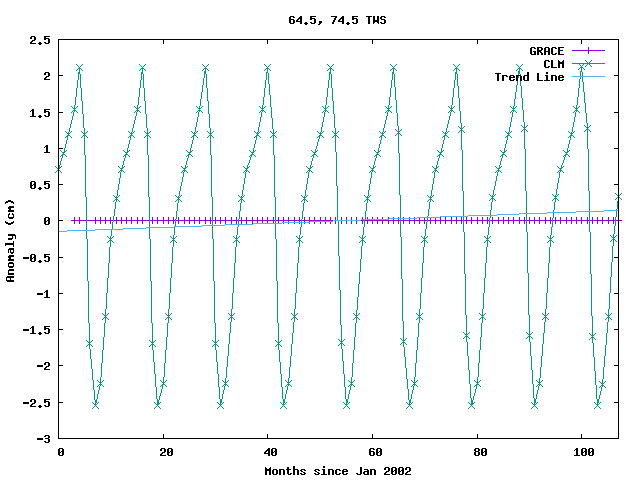 64.5, 74.5 TWS
GRACE
CLM
Trend Line
2.5
2
1.5
1
0.5
0
-0.5
-1
-1.5
-2
-2.5
-3
Anomaly (cm)
0 20 40 60 80 100
Months since Jan 2002